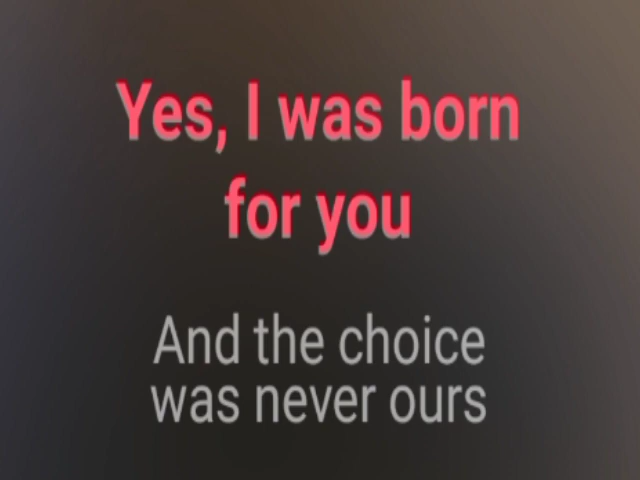 Yes, I was born
for you
And the choice
was never ours